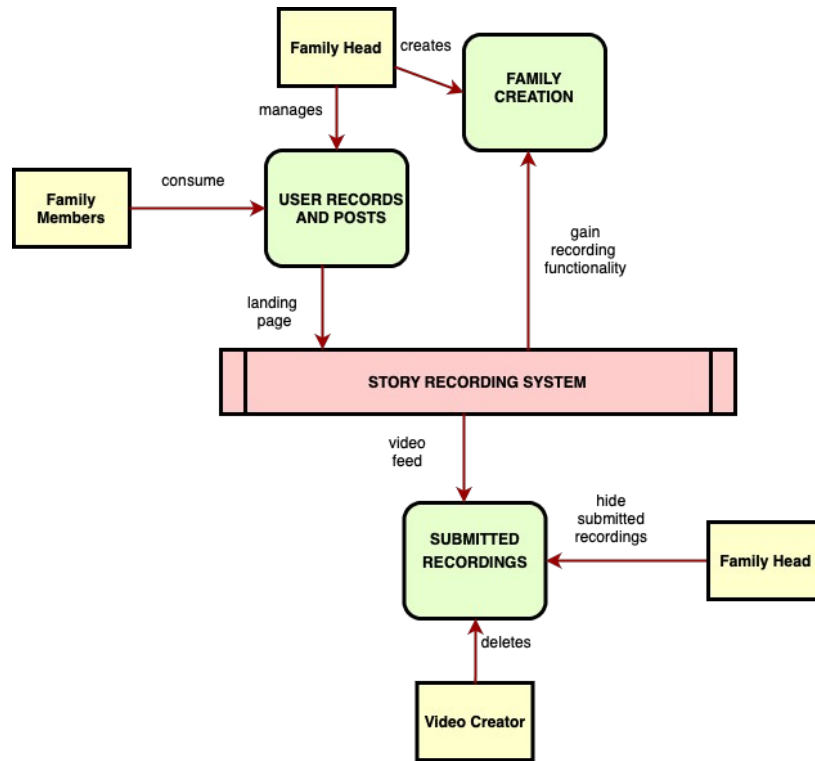 Family Head
creates
FAMILY
CREATION
manages
consume
Family
Members
USER RECORDS
AND POSTS
gain
recording
functionality
landing
page
STORY RECORDING SYSTEM
video
feed
hide
submitted
recordings
SUBMITTED
RECORDINGS
Family Head
deletes
Video Creator